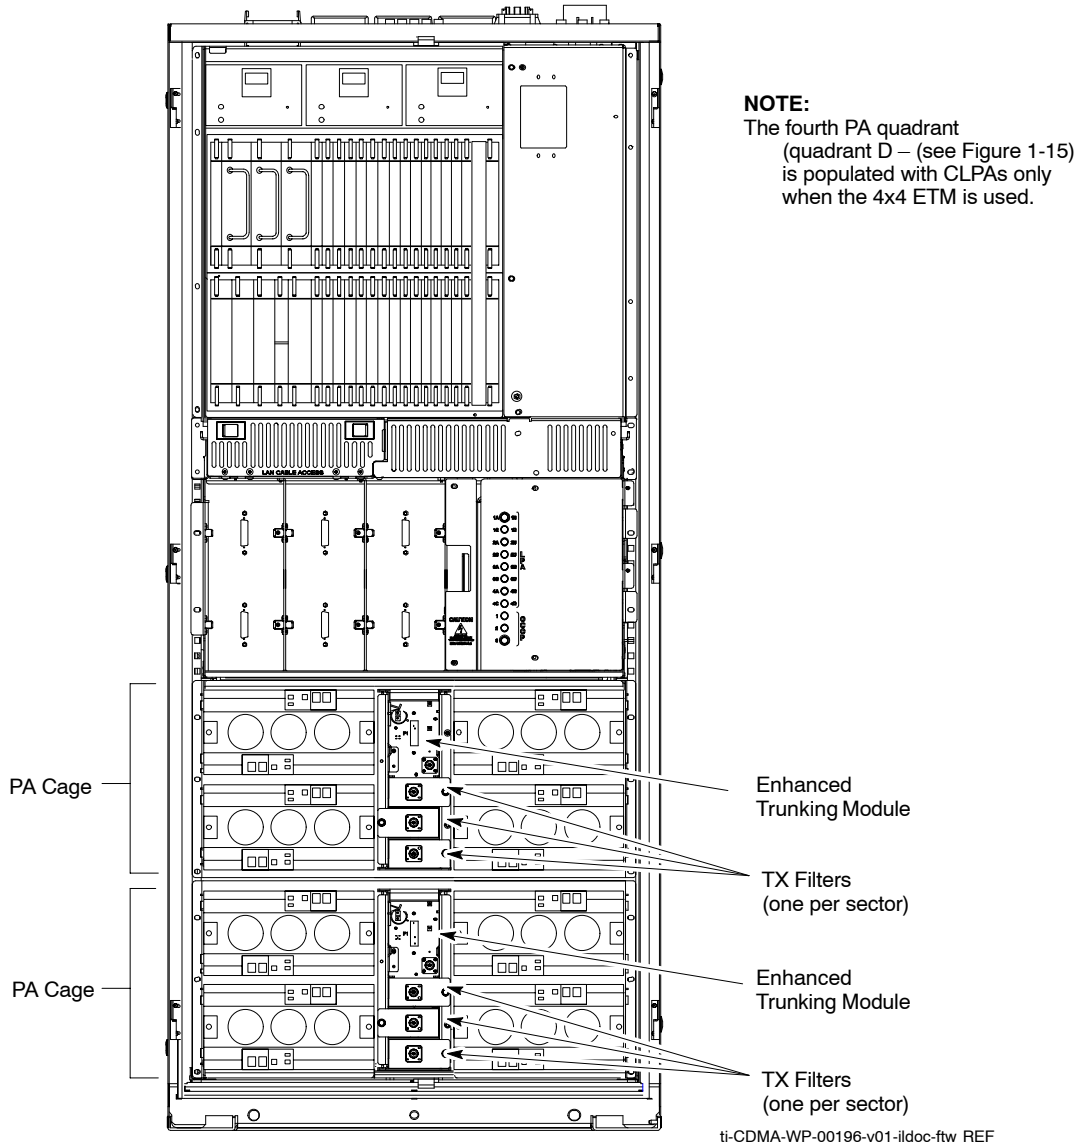 NOTE:
The fourth PA quadrant
(quadrant D – (see Figure 1-15)
is populated with CLPAs only
when the 4x4 ETM is used.
LAN CABLE ACCESS
CAUTION
PA Cage
Enhanced
Trunking Module
TX Filters
(one per sector)
PA Cage
Enhanced
Trunking Module
TX Filters
(one per sector)
ti-CDMA-WP-00196-v01-ildoc-ftw REF